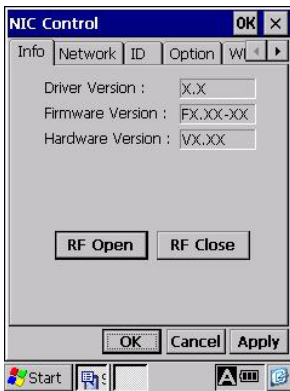 NIC Control OK ×
Info Network ID Option
Driver Version : X.X
Firmware Version : FX.XX-XX
Hardware Version : VX.XX
RF Open RF Close
OK Cancel Apply
Start A